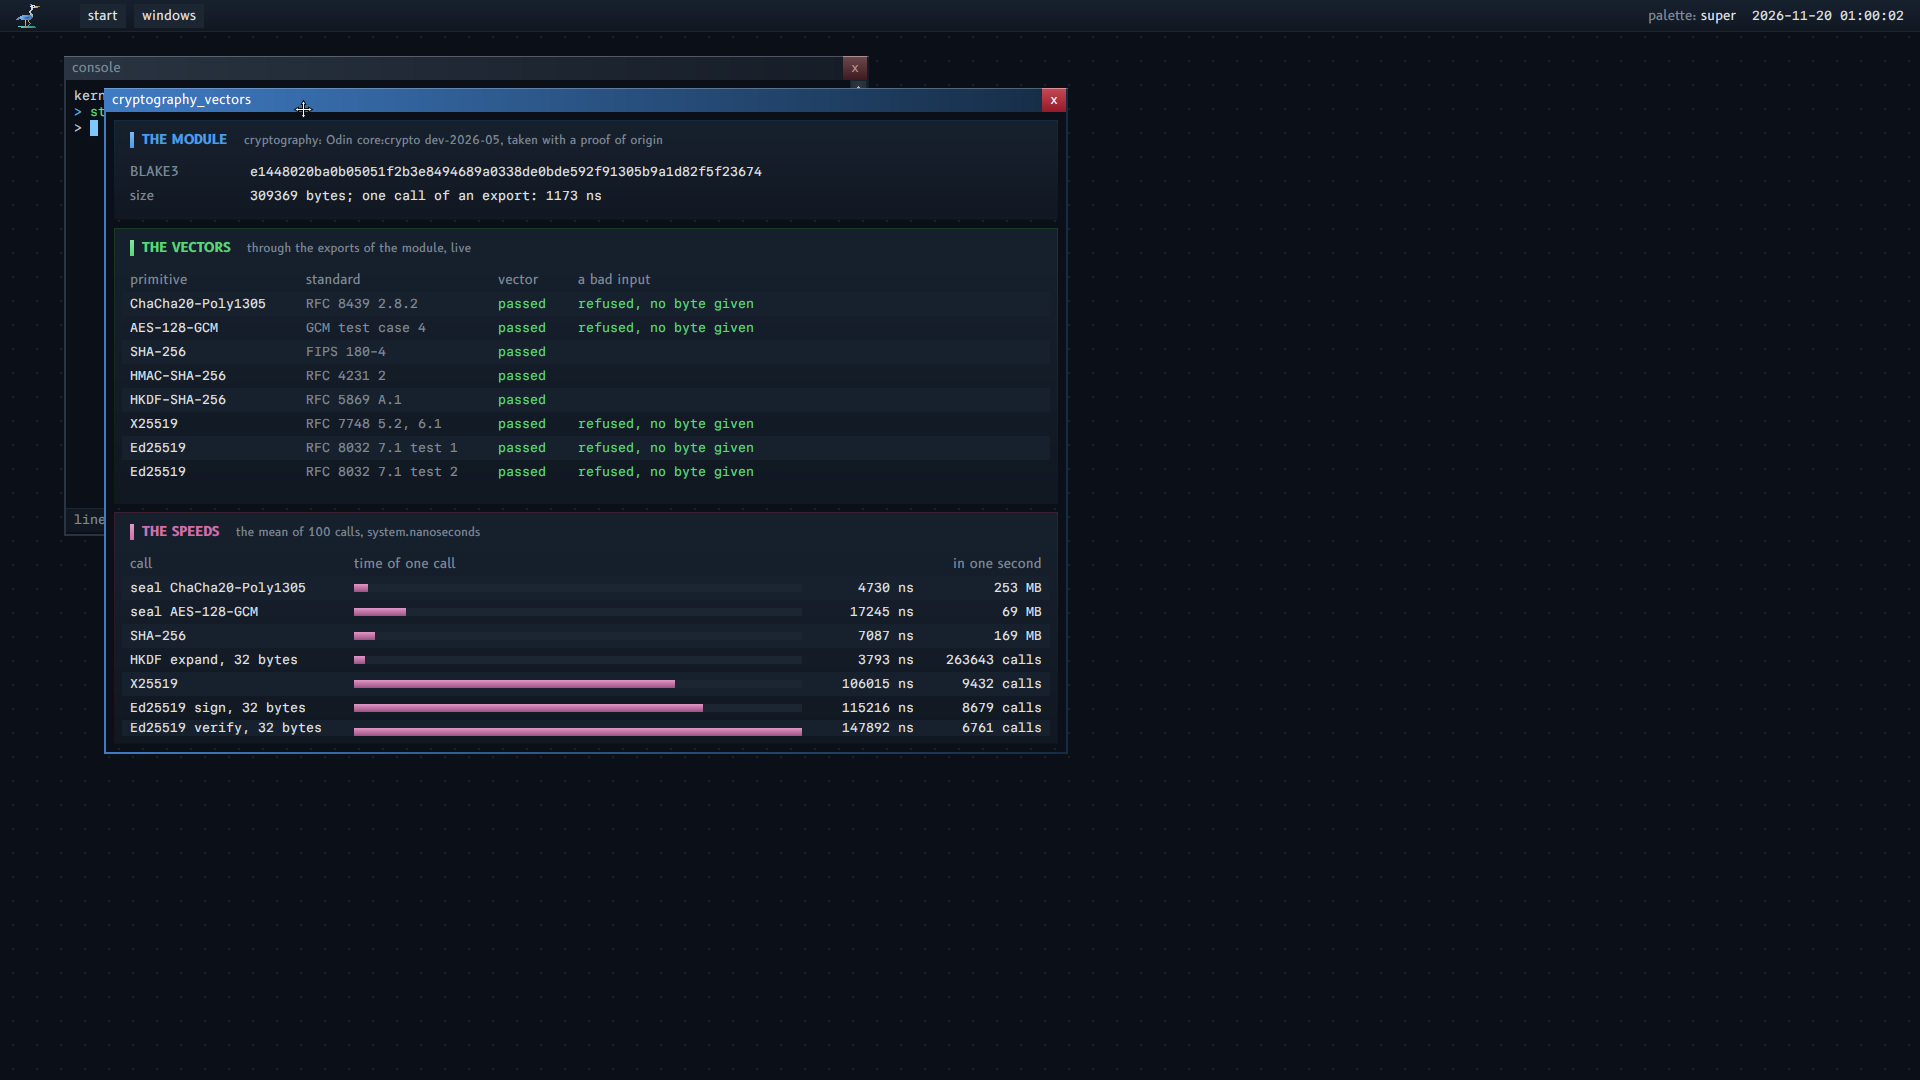 start windows palette: super 2026-11-20 01:00:02
console x
kern
> st
>
line
cryptography_vectors x
THE MODULE cryptography: Odin core:crypto dev-2026-05, taken with a proof of origin
BLAKE3 e1448020ba0b05051f2b3e8494689a0338de0bde592f91305b9a1d82f5f23674
size 309369 bytes; one call of an export: 1173 ns
THE VECTORS through the exports of the module, live
primitive standard vector a bad input
ChaCha20-Poly1305 RFC 8439 2.8.2 passed refused, no byte given
AES-128-GCM GCM test case 4 passed refused, no byte given
SHA-256 FIPS 180-4 passed
HMAC-SHA-256 RFC 4231 2 passed
HKDF-SHA-256 RFC 5869 A.1 passed
X25519 RFC 7748 5.2, 6.1 passed refused, no byte given
Ed25519 RFC 8032 7.1 test 1 passed refused, no byte given
Ed25519 RFC 8032 7.1 test 2 passed refused, no byte given
THE SPEEDS the mean of 100 calls, system.nanoseconds
call time of one call in one second
seal ChaCha20-Poly1305 4730 ns 253 MB
seal AES-128-GCM 17245 ns 69 MB
SHA-256 7087 ns 169 MB
HKDF expand, 32 bytes 3793 ns 263643 calls
X25519 106015 ns 9432 calls
Ed25519 sign, 32 bytes 115216 ns 8679 calls
Ed25519 verify, 32 bytes 147892 ns 6761 calls